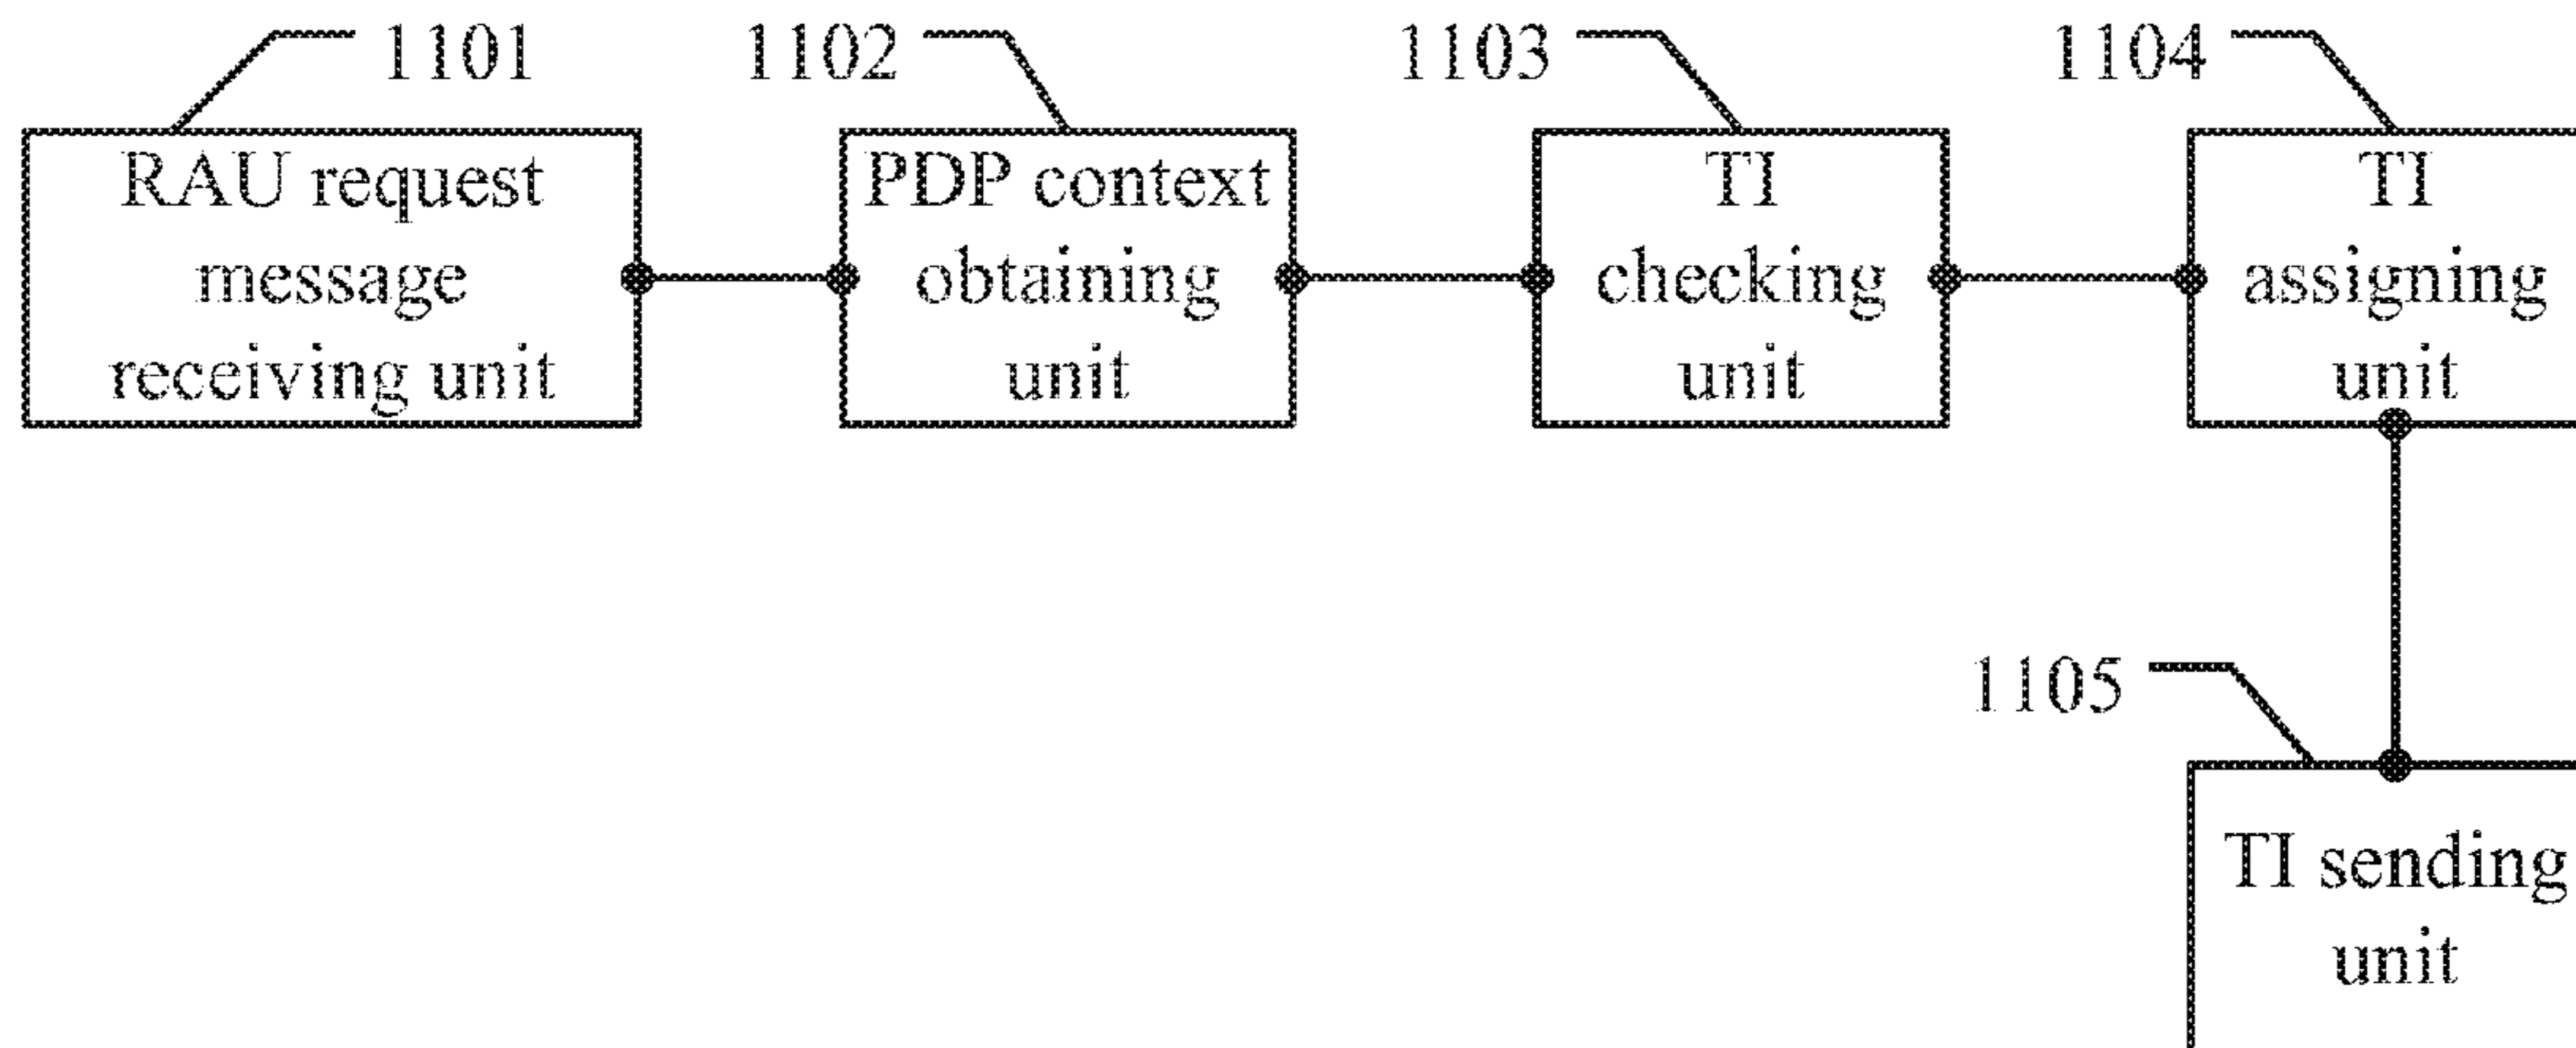 1101
1102
1103
1104
RAU request
message
receiving unit
PDP context
obtaining
unit
TI
checking
unit
TI
assigning
unit
1105
TI sending
unit